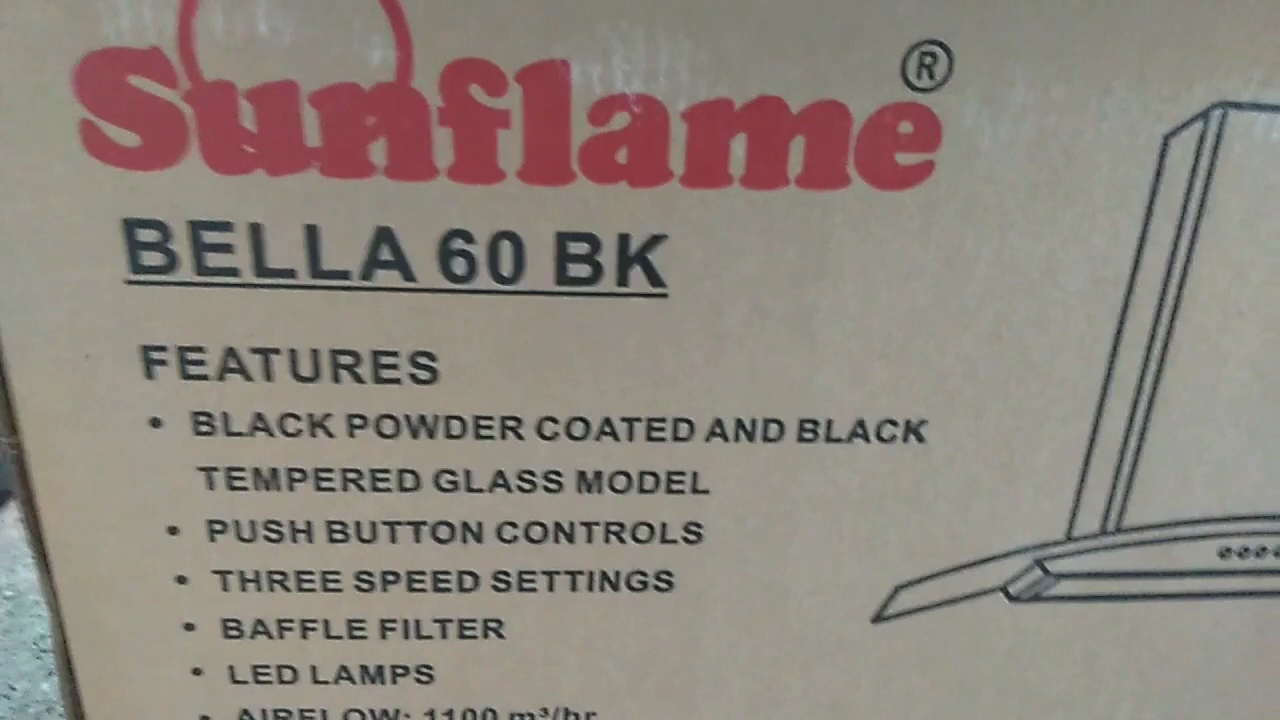 Sunflame ®
BELLA 60 BK
FEATURES
• BLACK POWDER COATED AND BLACK
TEMPERED GLASS MODEL
• PUSH BUTTON CONTROLS
• THREE SPEED SETTINGS
• BAFFLE FILTER
• LED LAMPS
• AIRFLOW: 1100 m³/hr